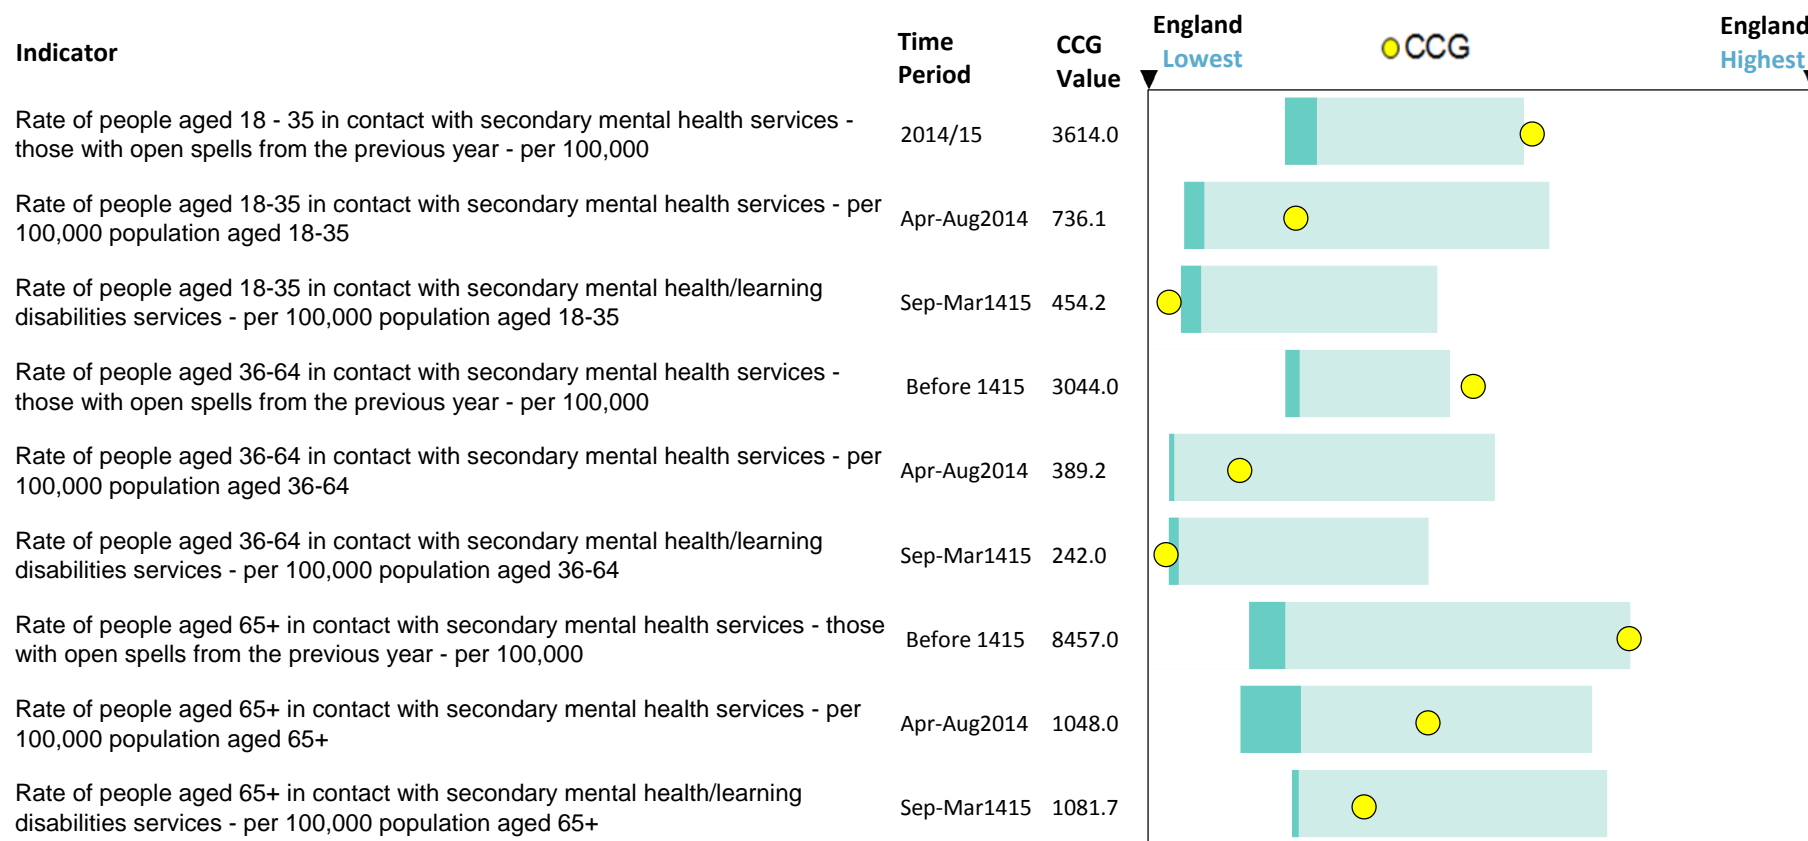 Indicator
Time Period
CCG Value
England Lowest
CCG
England Highest
Rate of people aged 18 - 35 in contact with secondary mental health services -
those with open spells from the previous year - per 100,000
2014/15 3614.0
Rate of people aged 18-35 in contact with secondary mental health services - per
100,000 population aged 18-35
Apr-Aug2014 736.1
Rate of people aged 18-35 in contact with secondary mental health/learning
disabilities services - per 100,000 population aged 18-35
Sep-Mar1415 454.2
Rate of people aged 36-64 in contact with secondary mental health services -
those with open spells from the previous year - per 100,000
Before 1415 3044.0
Rate of people aged 36-64 in contact with secondary mental health services - per
100,000 population aged 36-64
Apr-Aug2014 389.2
Rate of people aged 36-64 in contact with secondary mental health/learning
disabilities services - per 100,000 population aged 36-64
Sep-Mar1415 242.0
Rate of people aged 65+ in contact with secondary mental health services - those
with open spells from the previous year - per 100,000
Before 1415 8457.0
Rate of people aged 65+ in contact with secondary mental health services - per
100,000 population aged 65+
Apr-Aug2014 1048.0
Rate of people aged 65+ in contact with secondary mental health/learning
disabilities services - per 100,000 population aged 65+
Sep-Mar1415 1081.7